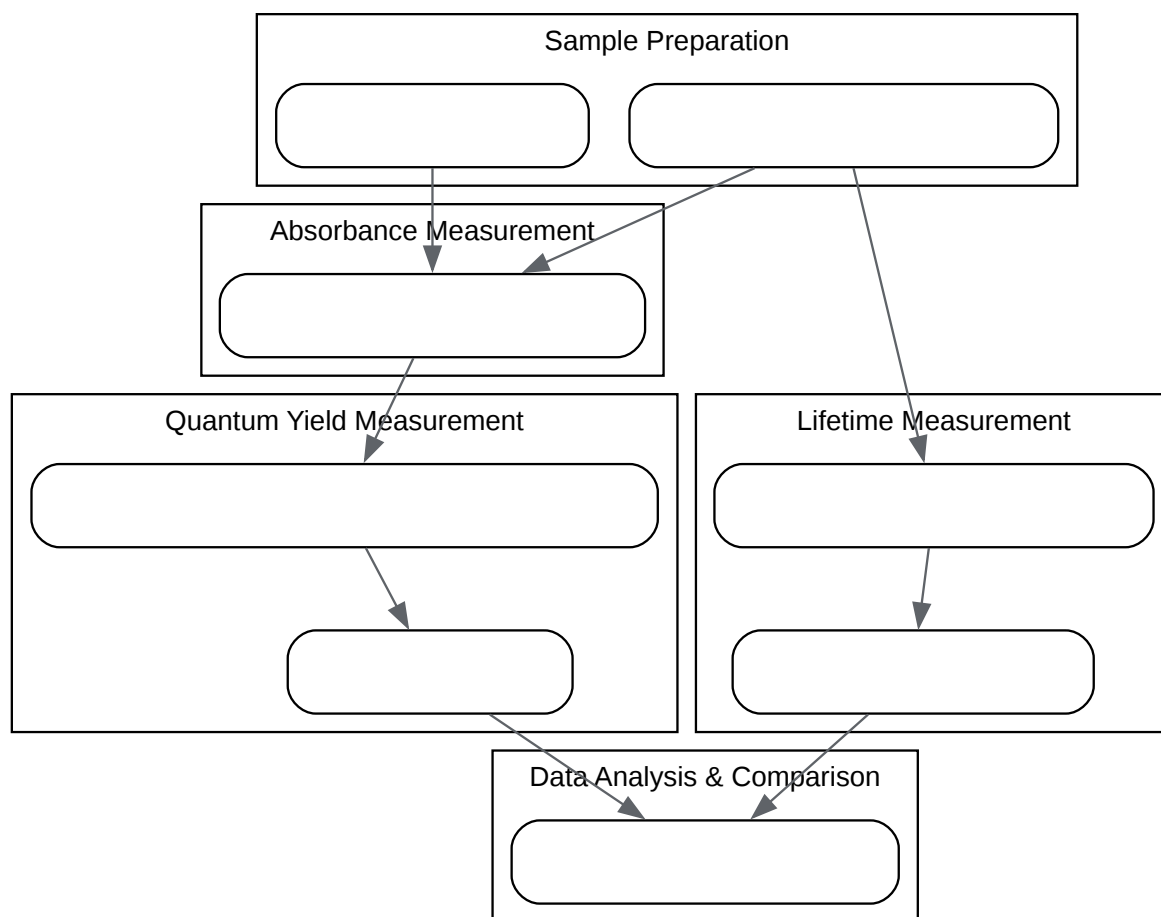 Sample Preparation
Absorbance Measurement
Quantum Yield Measurement
Lifetime Measurement
Data Analysis & Comparison